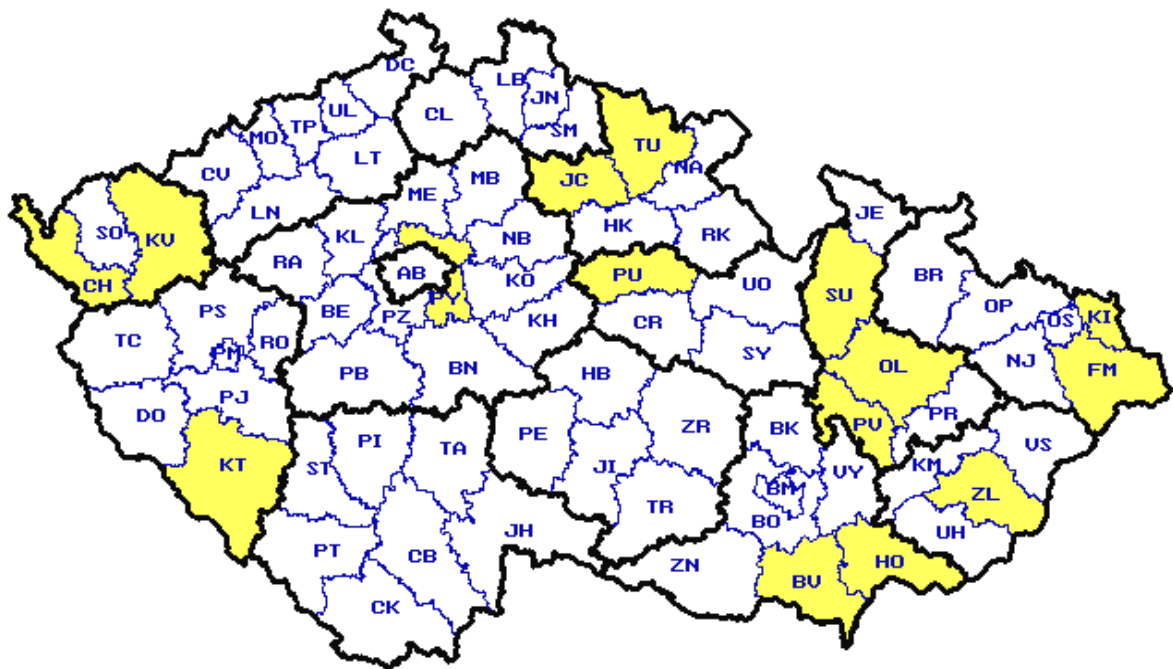 DC
LB
JN
UL
CL
TP
SM
MO
TU
LT
CV
NA
MB
JC
ME
LN
JE
SO
HK
RK
KL
KV
NB
BR
RA
AB
KO
PU
UO
CH
SU
OP
PY
PS
BE
PZ
KH
CR
OS
KI
TC
RO
PM
SY
NJ
FM
OL
BN
PB
HB
PJ
DO
PR
PV
BK
PI
TA
PE
ZR
VS
VY
KT
ST
JI
KM
BM
ZL
TR
BO
JH
UH
PT
CB
ZN
HO
BV
CK